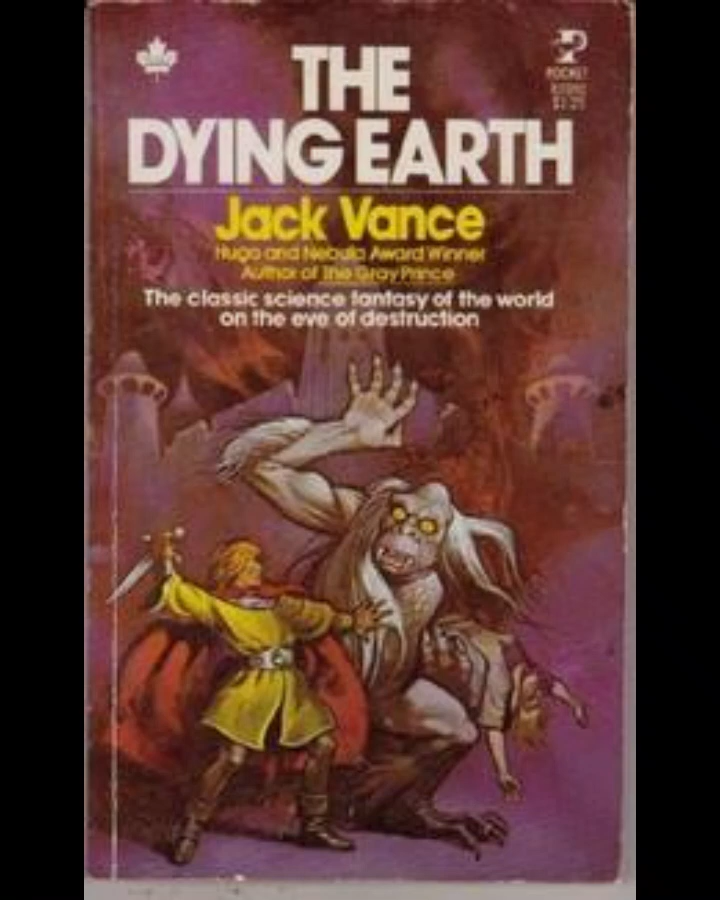 THE
POCKET
DYING EARTH
Jack Vance
Hugo and Nebula Award Winner
Author of The Gray Prince
The classic science fantasy of the world
on the eve of destruction